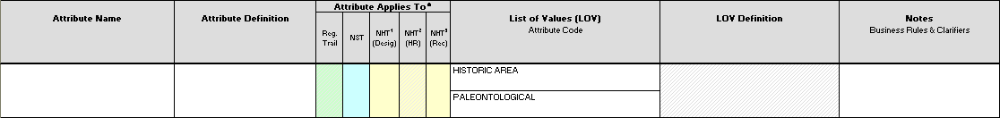 Attribute Name
Attribute Definition
Attribute Applies To*
Reg. Trail
NST
NHT¹ (Desig)
NHT² (HR)
NHT³ (Rec)
List of Values (LOV)
Attribute Code
LOV Definition
Notes
Business Rules & Clarifiers
HISTORIC AREA
PALEONTOLOGICAL